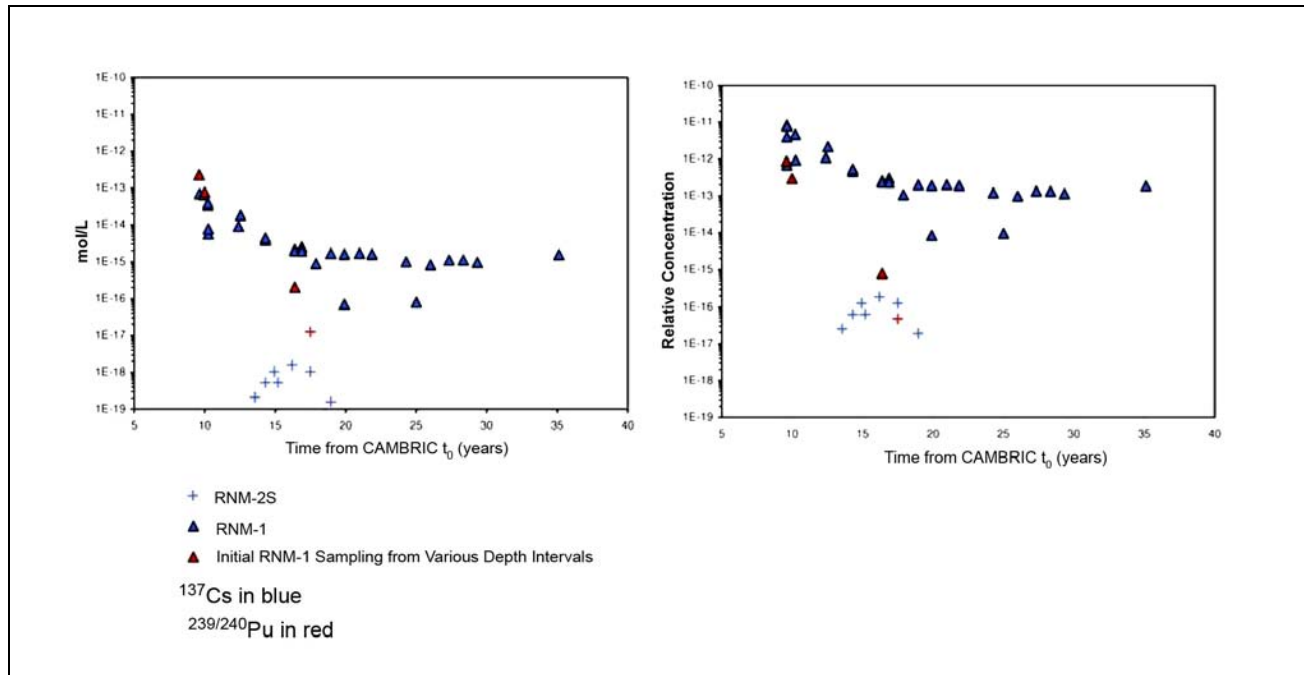 1E-10
1E-11
1E-12
1E-13
1E-14
1E-15
1E-16
1E-17
1E-18
1E-19
mol/L
5 10 15 20 25 30 35 40
Time from CAMBRIC t₀ (years)
1E-10
1E-11
1E-12
1E-13
1E-14
1E-15
1E-16
1E-17
1E-18
1E-19
Relative Concentration
5 10 15 20 25 30 35 40
Time from CAMBRIC t₀ (years)
RNM-2S
RNM-1
Initial RNM-1 Sampling from Various Depth Intervals
¹³⁷Cs in blue
²³⁹/²⁴⁰Pu in red